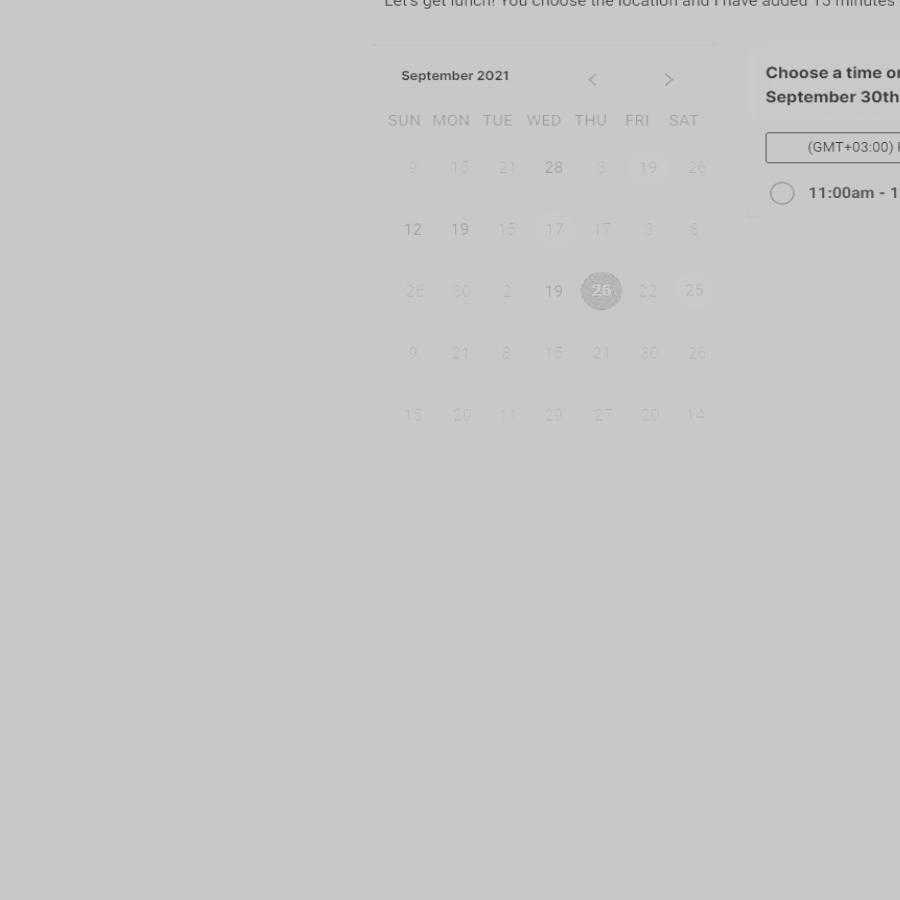 Let's get lunch! You choose the location and I have added 15 minutes
September 2021 < >
SUN MON TUE WED THU FRI SAT
9 15 21 28 3 19 26
12 19 15 17 17 3 8
26 30 2 19 26 22 25
9 21 8 15 21 30 26
15 20 11 29 27 20 14
Choose a time on
September 30th
(GMT+03:00)
11:00am - 1